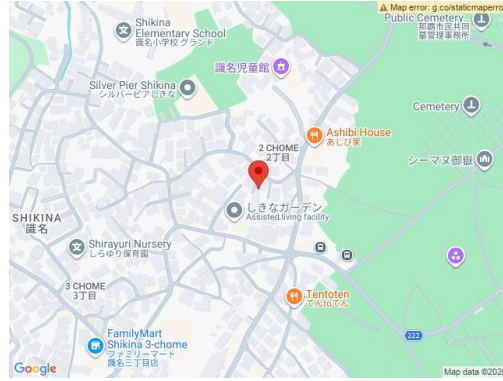 Map error: g.co/staticmaperro
Shikina
Elementary School
識名小学校 グランド
Public Cemetery
那覇市民共同
墓管理事務所
識名児童館
Silver Pier Shikina
シルバーピアしきな
Cemetery
Ashibi House
あしび家
2 CHOME
2丁目
シーマヌ御嶽
しきなガーデン
Assisted living facility
SHIKINA
識名
Shirayuri Nursery
しらゆり保育園
3 CHOME
3丁目
Tentoten
てんtoてん
FamilyMart
Shikina 3-chome
ファミリーマート
識名三丁目店
222
Google
Map data ©202